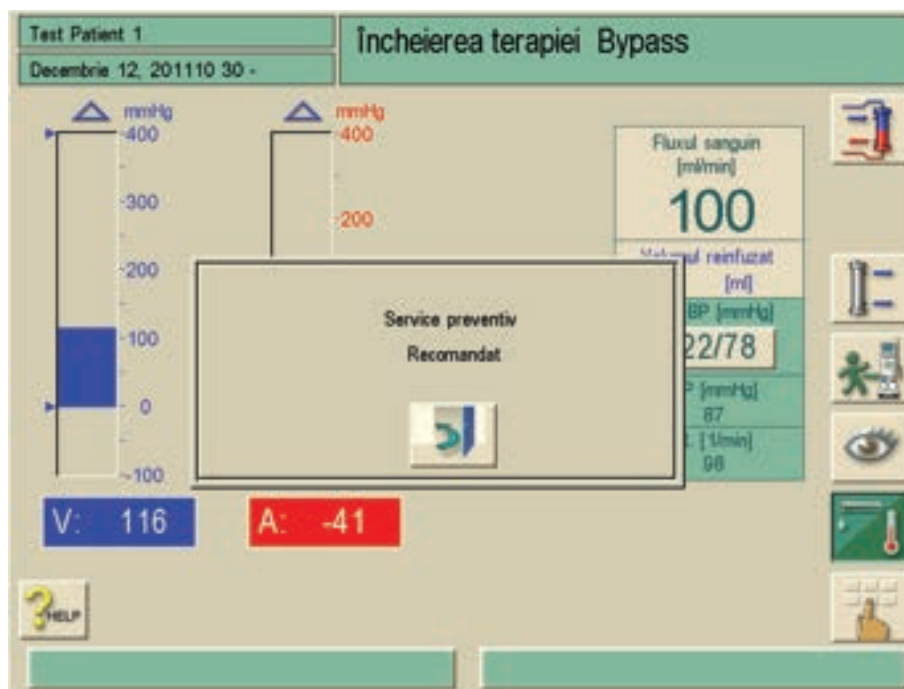 Test Patient 1
Decembrie 12, 201110 30 -
Încheierea terapiei Bypass
mmHg
400
300
200
100
0
-100
mmHg
400
200
Fluxul sanguin
[ml/min]
100
reinfuzat
[ml]
BP [mmHg]
22/78
[mmHg]
87
[1/min]
98
Service preventiv
Recomandat
V: 116
A: -41
HELP